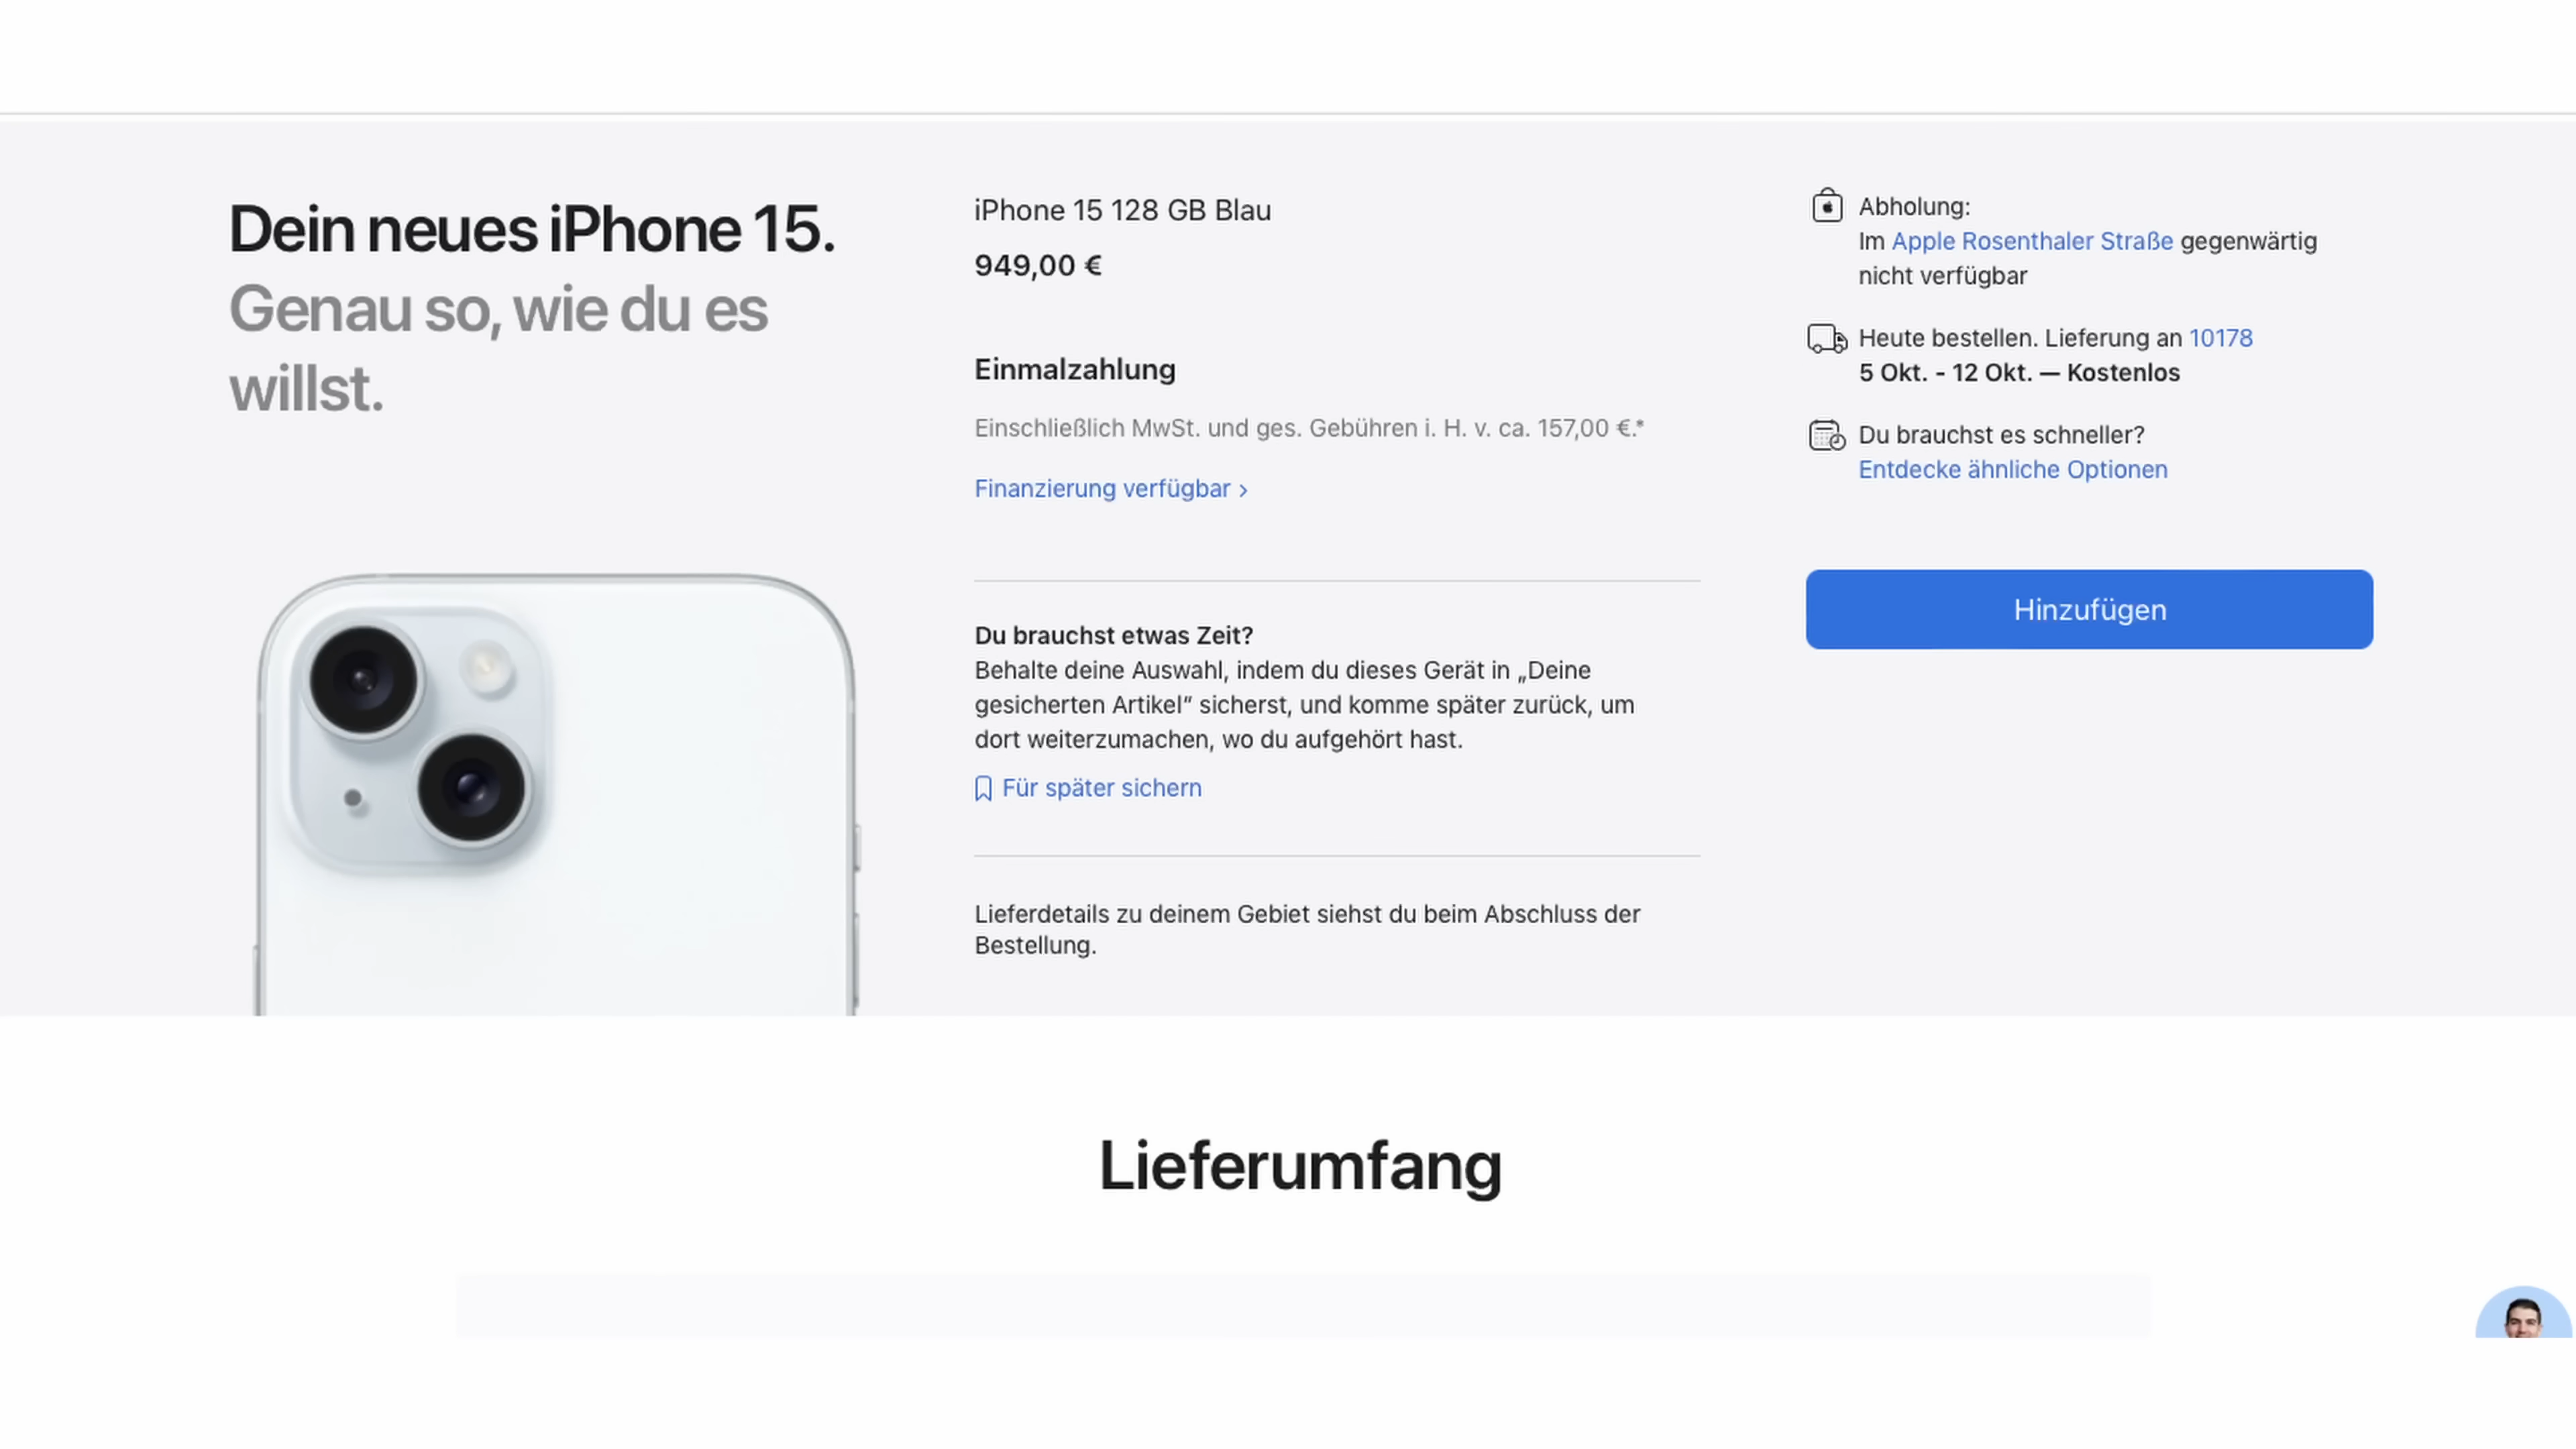 Dein neues iPhone 15.
Genau so, wie du es
willst.
iPhone 15 128 GB Blau
949,00 €
Einmalzahlung
Einschließlich MwSt. und ges. Gebühren i. H. v. ca. 157,00 €.*
Finanzierung verfügbar ›
Du brauchst etwas Zeit?
Behalte deine Auswahl, indem du dieses Gerät in „Deine
gesicherten Artikel“ sicherst, und komme später zurück, um
dort weiterzumachen, wo du aufgehört hast.
Für später sichern
Lieferdetails zu deinem Gebiet siehst du beim Abschluss der
Bestellung.
Abholung:
Im Apple Rosenthaler Straße gegenwärtig
nicht verfügbar
Heute bestellen. Lieferung an 10178
5 Okt. - 12 Okt. — Kostenlos
Du brauchst es schneller?
Entdecke ähnliche Optionen
Hinzufügen
Lieferumfang